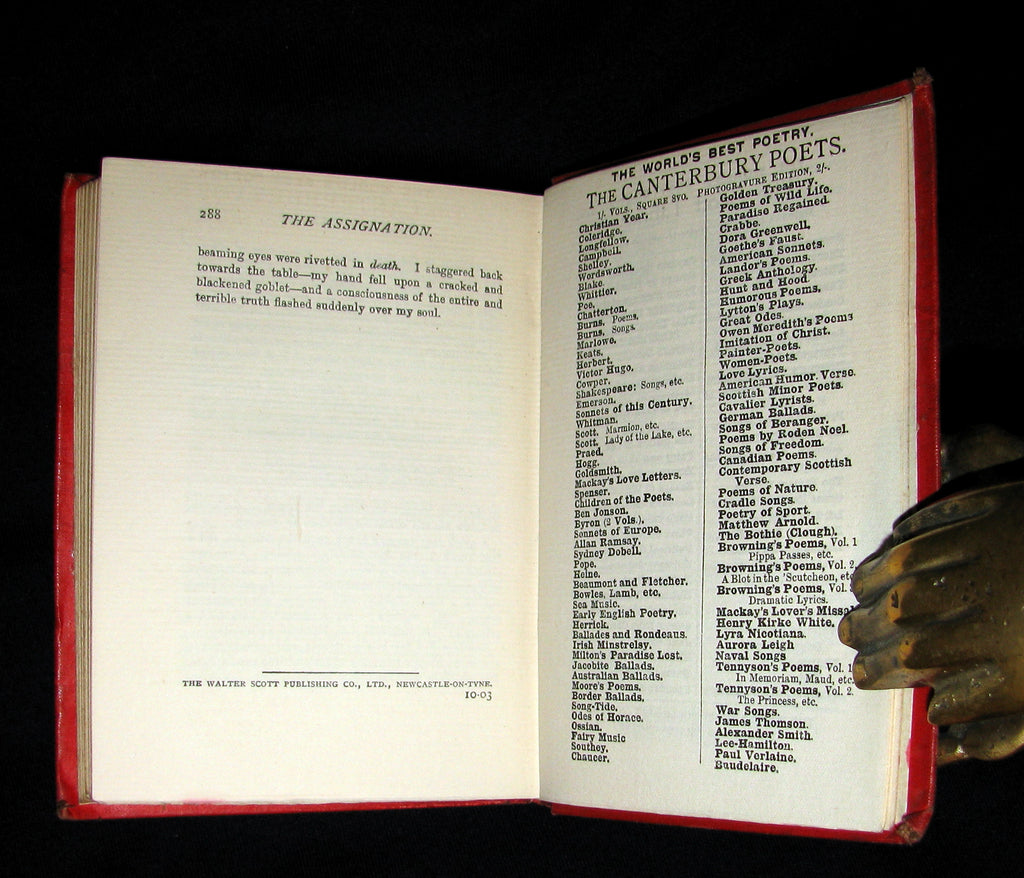 288
THE ASSIGNATION.
beaming eyes were rivetted in death. I staggered back
towards the table—my hand fell upon a cracked and
blackened goblet—and a consciousness of the entire and
terrible truth flashed suddenly over my soul.
THE WALTER SCOTT PUBLISHING CO., LTD., NEWCASTLE-ON-TYNE.
10-03
THE WORLD'S BEST POETRY.
THE CANTERBURY POETS.
1/- VOLS., SQUARE 8VO. PHOTOGRAVURE EDITION, 2/-.
Christian Year.
Coleridge.
Longfellow.
Campbell.
Shelley.
Wordsworth.
Blake.
Whittier.
Poe.
Chatterton.
Burns. Poems.
Burns. Songs.
Marlowe.
Keats.
Herbert.
Victor Hugo.
Cowper.
Shakespeare: Songs, etc.
Emerson.
Sonnets of this Century.
Whitman.
Scott. Marmion, etc.
Scott. Lady of the Lake, etc.
Praed.
Hogg.
Goldsmith.
Mackay's Love Letters.
Spenser.
Children of the Poets.
Ben Jonson.
Byron (2 Vols.).
Sonnets of Europe.
Allan Ramsay.
Sydney Dobell.
Pope.
Heine.
Beaumont and Fletcher.
Bowles, Lamb, etc.
Sea Music.
Early English Poetry.
Herrick.
Ballades and Rondeaus.
Irish Minstrelsy.
Milton's Paradise Lost.
Jacobite Ballads.
Australian Ballads.
Moore's Poems.
Border Ballads.
Song-Tide.
Odes of Horace.
Ossian.
Fairy Music
Southey.
Chaucer.
Golden Treasury.
Poems of Wild Life.
Paradise Regained.
Crabbe.
Dora Greenwell.
Goethe's Faust.
American Sonnets.
Landor's Poems.
Greek Anthology.
Hunt and Hood.
Humorous Poems.
Lytton's Plays.
Great Odes.
Owen Meredith's Poems
Imitation of Christ.
Painter-Poets.
Women-Poets.
Love Lyrics.
American Humor. Verse.
Scottish Minor Poets.
Cavalier Lyrists.
German Ballads.
Songs of Beranger.
Poems by Roden Noel.
Songs of Freedom.
Canadian Poems.
Contemporary Scottish
Verse.
Poems of Nature.
Cradle Songs.
Poetry of Sport.
Matthew Arnold.
The Bothie (Clough).
Browning's Poems, Vol. 1
Pippa Passes, etc.
Browning's Poems, Vol. 2.
A Blot in the 'Scutcheon, etc
Browning's Poems, Vol.
Dramatic Lyrics.
Mackay's Lover's Missal
Henry Kirke White.
Lyra Nicotiana.
Aurora Leigh
Naval Songs
Tennyson's Poems, Vol. 1
In Memoriam, Maud, etc.
Tennyson's Poems, Vol. 2.
The Princess, etc.
War Songs.
James Thomson.
Alexander Smith.
Lee-Hamilton.
Paul Verlaine.
Baudelaire.